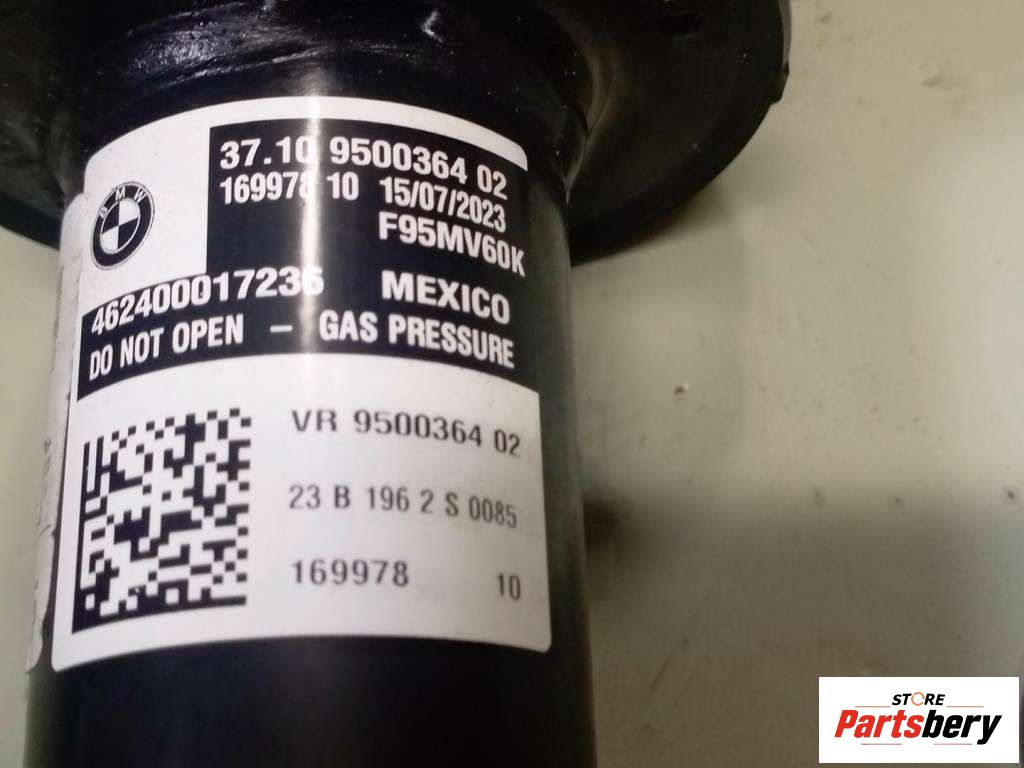 BMW
37.10 9500364 02
169978 10 15/07/2023
F95MV60K
462400017236 MEXICO
DO NOT OPEN - GAS PRESSURE
VR 9500364 02
23 B 196 2 S 0085
169978 10
STORE
Partsbery